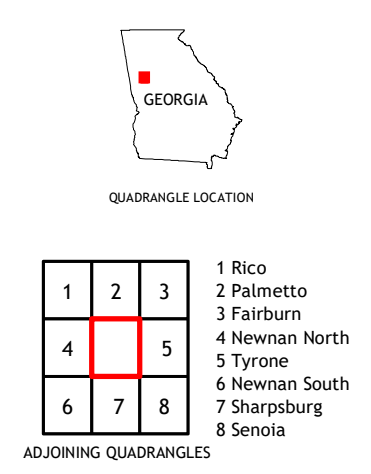 GEORGIA
QUADRANGLE LOCATION
1 2 3
4 5
6 7 8
1 Rico
2 Palmetto
3 Fairburn
4 Newnan North
5 Tyrone
6 Newnan South
7 Sharpsburg
8 Senoia
ADJOINING QUADRANGLES